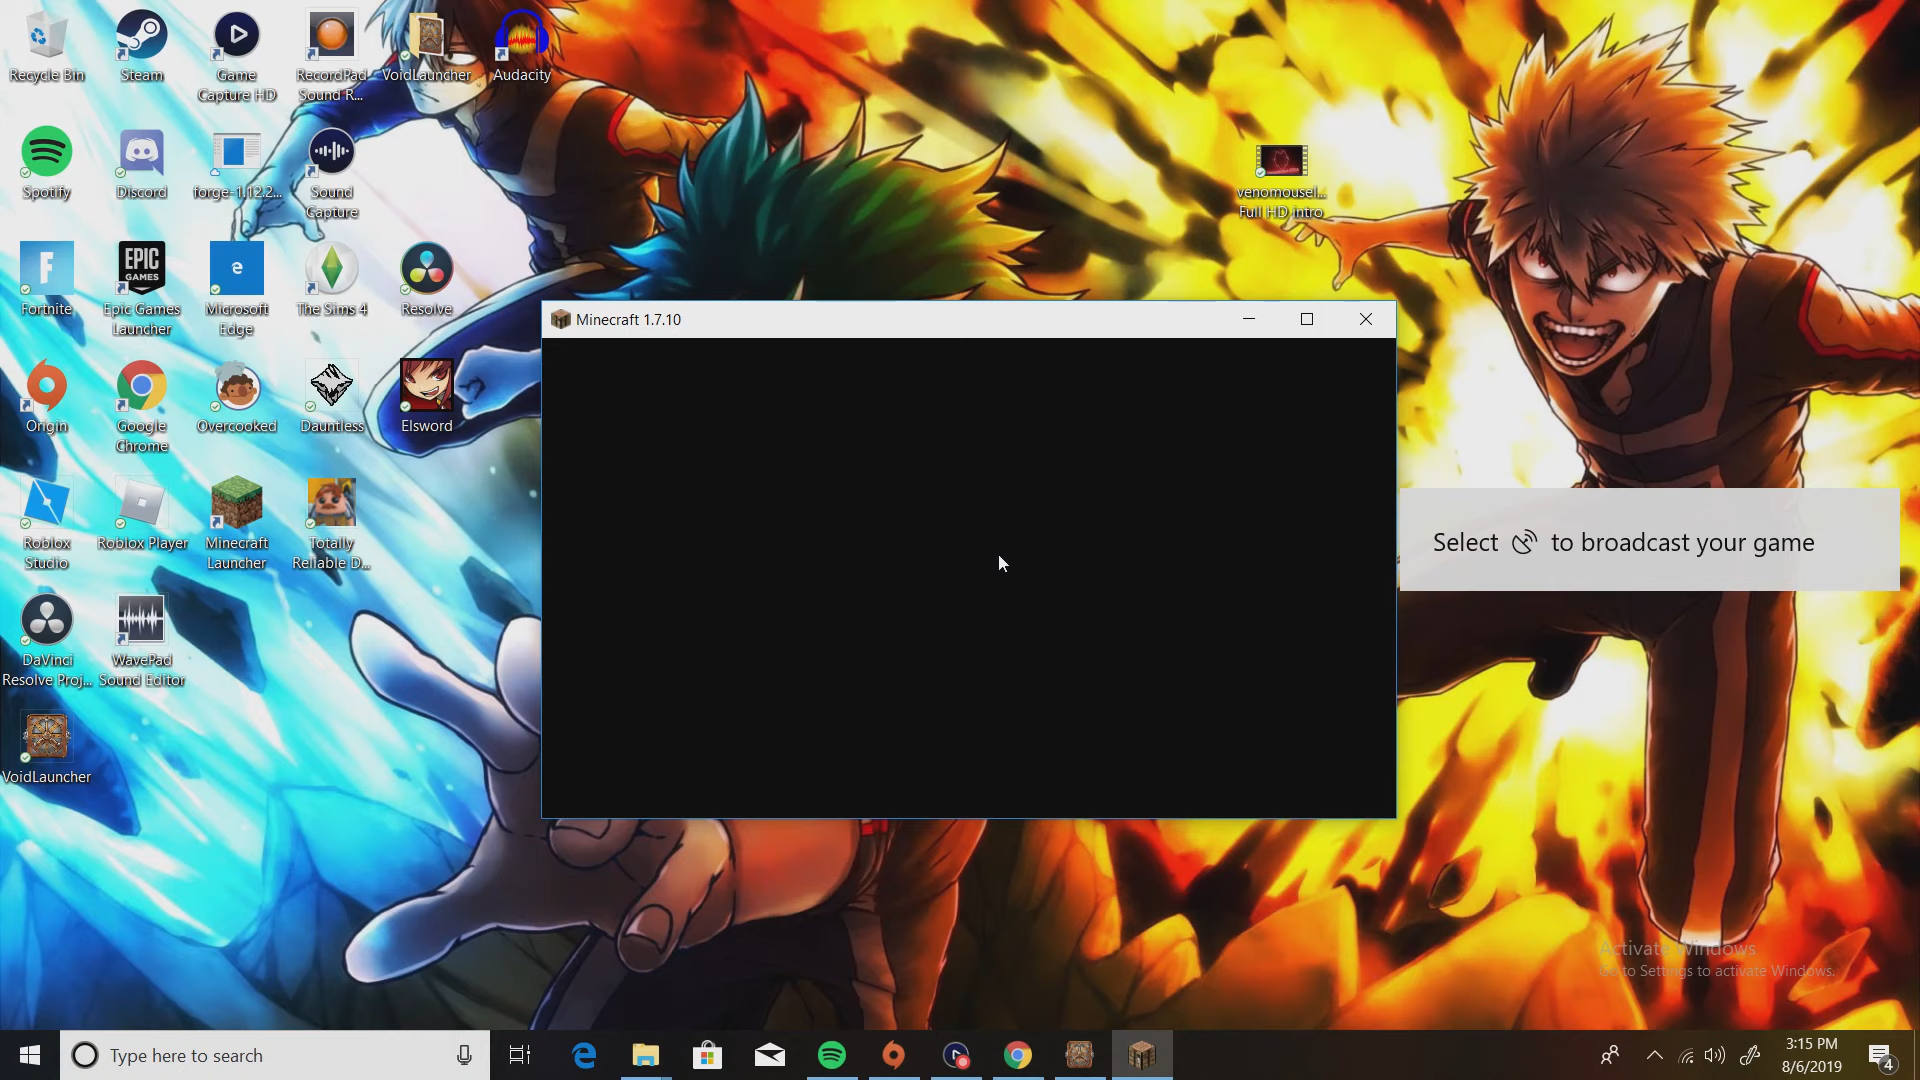 Recycle Bin
Steam
Game
Capture HD
RecordPad
Sound R...
VoidLauncher
Audacity
Spotify
Discord
forge-1.12.2...
Sound
Capture
venomousel...
Full HD intro
Fortnite
EPIC
GAMES
Epic Games
Launcher
Microsoft
Edge
The Sims 4
Resolve
Minecraft 1.7.10
Origin
Google
Chrome
Overcooked
Dauntless
Elsword
Roblox
Studio
Roblox Player
Minecraft
Launcher
Totally
Reliable D...
Select to broadcast your game
DaVinci
Resolve Proj...
WavePad
Sound Editor
VoidLauncher
Activate Windows
Go to Settings to activate Windows.
Type here to search
3:15 PM
8/6/2019
4